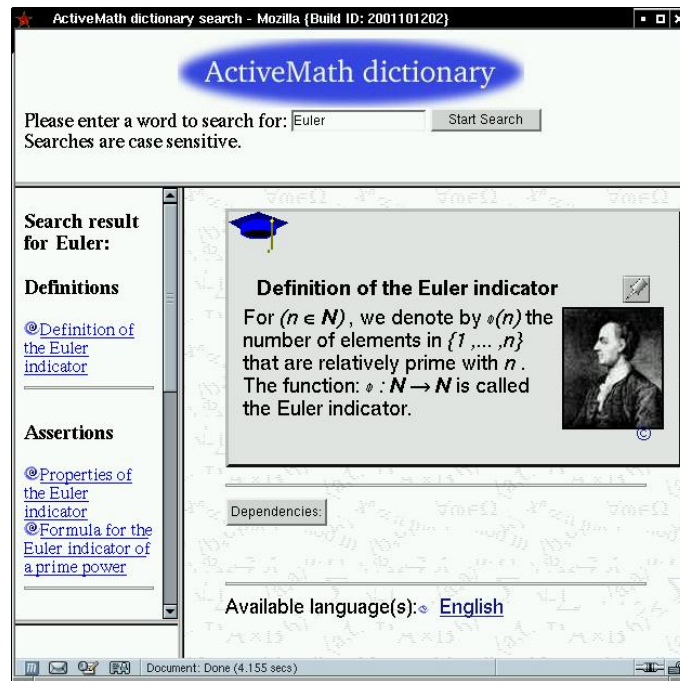 ActiveMath dictionary search - Mozilla {Build ID: 2001101202}
ActiveMath dictionary
Please enter a word to search for: Euler Start Search
Searches are case sensitive.
Search result
for Euler:
Definitions
Definition of
the Euler
indicator
Assertions
Properties of
the Euler
indicator
Formula for the
Euler indicator of
a prime power
Definition of the Euler indicator
For (n ∈ N) , we denote by φ(n) the
number of elements in {1 ,... ,n}
that are relatively prime with n .
The function: φ : N → N is called
the Euler indicator.
©
Dependencies:
Available language(s): English
Document: Done (4.155 secs)